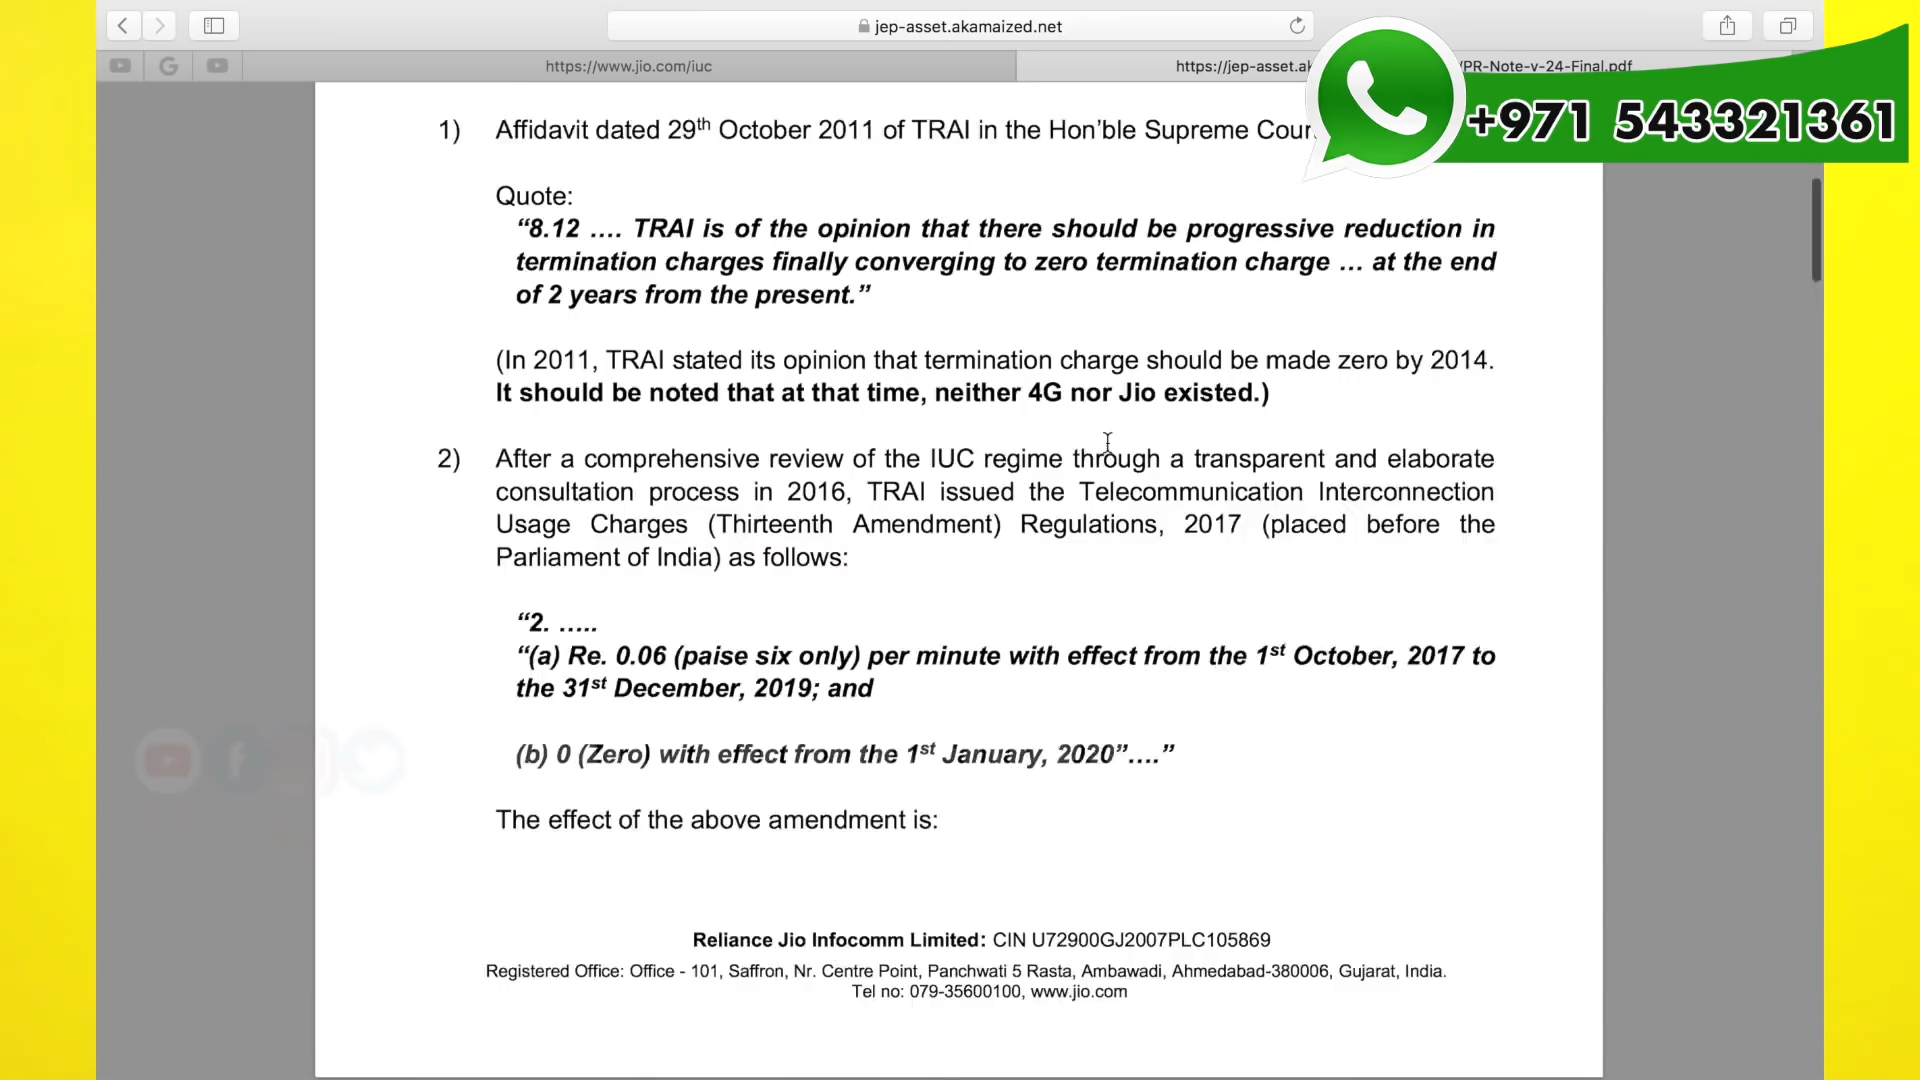 jep-asset.akamaized.net
https://www.jio.com/iuc
https://jep-asset.ak
/PR-Note-v-24-Final.pdf
+971 543321361
1) Affidavit dated 29th October 2011 of TRAI in the Hon’ble Supreme
Quote:
“8.12 …. TRAI is of the opinion that there should be progressive reduction in
termination charges finally converging to zero termination charge … at the end
of 2 years from the present.”
(In 2011, TRAI stated its opinion that termination charge should be made zero by 2014.
It should be noted that at that time, neither 4G nor Jio existed.)
2) After a comprehensive review of the IUC regime through a transparent and elaborate
consultation process in 2016, TRAI issued the Telecommunication Interconnection
Usage Charges (Thirteenth Amendment) Regulations, 2017 (placed before the
Parliament of India) as follows:
“2. …..
“(a) Re. 0.06 (paise six only) per minute with effect from the 1st October, 2017 to
the 31st December, 2019; and
(b) 0 (Zero) with effect from the 1st January, 2020”….”
The effect of the above amendment is:
Reliance Jio Infocomm Limited: CIN U72900GJ2007PLC105869
Registered Office: Office - 101, Saffron, Nr. Centre Point, Panchwati 5 Rasta, Ambawadi, Ahmedabad-380006, Gujarat, India.
Tel no: 079-35600100, www.jio.com